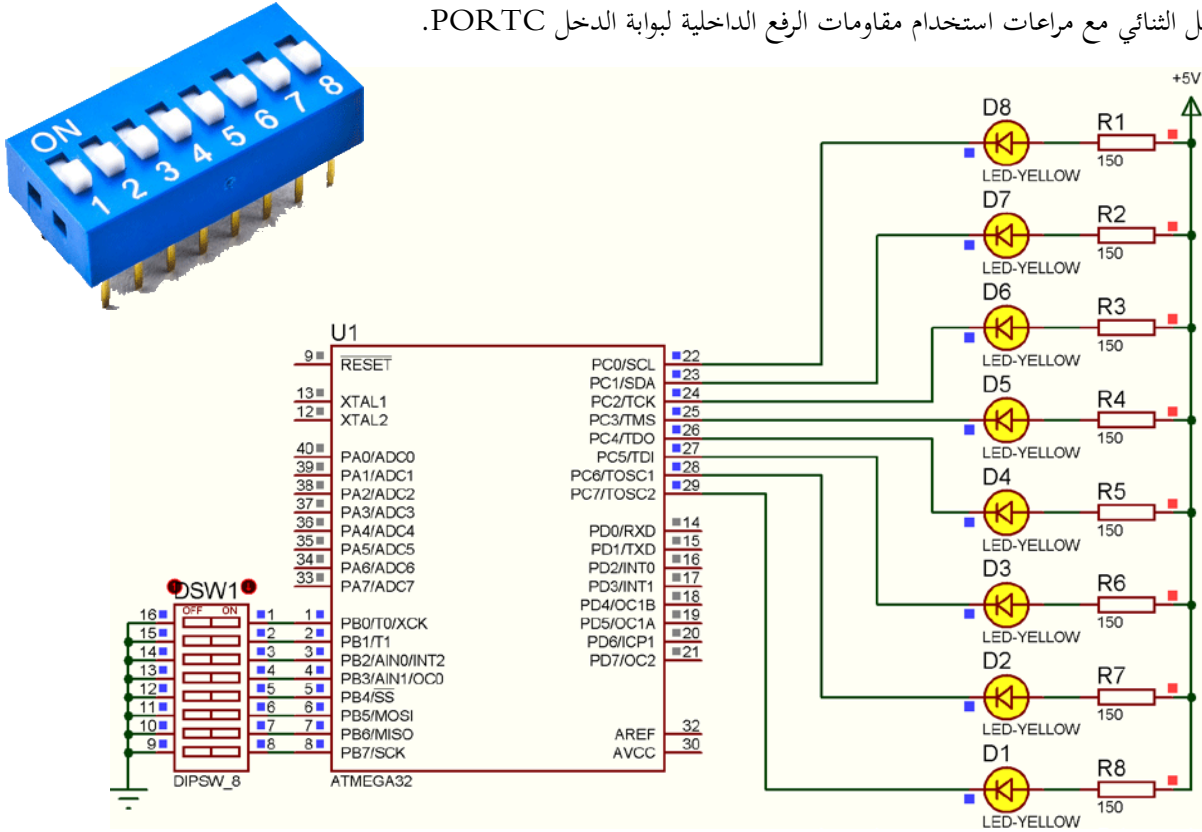 الثنائي مع مراعات استخدام مقاومات الرفع الداخلية لبوابة الدخل PORTC.
ON
1 2 3 4 5 6 7 8
+5V
D8
LED-YELLOW
R1
150
D7
LED-YELLOW
R2
150
D6
LED-YELLOW
R3
150
D5
LED-YELLOW
R4
150
D4
LED-YELLOW
R5
150
D3
LED-YELLOW
R6
150
D2
LED-YELLOW
R7
150
D1
LED-YELLOW
R8
150
U1
9 RESET
13 XTAL1
12 XTAL2
40 PA0/ADC0
39 PA1/ADC1
38 PA2/ADC2
37 PA3/ADC3
36 PA4/ADC4
35 PA5/ADC5
34 PA6/ADC6
33 PA7/ADC7
1 PB0/T0/XCK
2 PB1/T1
3 PB2/AIN0/INT2
4 PB3/AIN1/OC0
5 PB4/SS
6 PB5/MOSI
7 PB6/MISO
8 PB7/SCK
PC0/SCL 22
PC1/SDA 23
PC2/TCK 24
PC3/TMS 25
PC4/TDO 26
PC5/TDI 27
PC6/TOSC1 28
PC7/TOSC2 29
PD0/RXD 14
PD1/TXD 15
PD2/INT0 16
PD3/INT1 17
PD4/OC1B 18
PD5/OC1A 19
PD6/ICP1 20
PD7/OC2 21
AREF 32
AVCC 30
ATMEGA32
DSW1
OFF ON
16 1
15 2
14 3
13 4
12 5
11 6
10 7
9 8
DIPSW_8